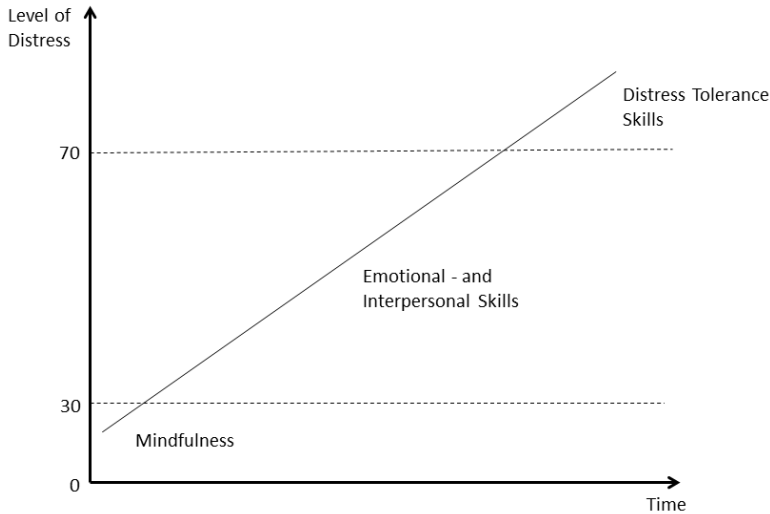 Level of
Distress
Distress Tolerance
Skills
70
Emotional - and
Interpersonal Skills
30
Mindfulness
0
Time